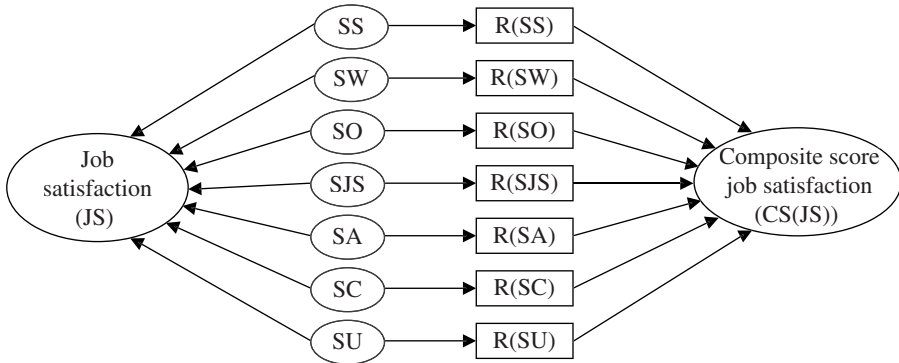 SS
R(SS)
SW
R(SW)
SO
R(SO)
Job
satisfaction
(JS)
SJS
R(SJS)
Composite score
job satisfaction
(CS(JS))
SA
R(SA)
SC
R(SC)
SU
R(SU)